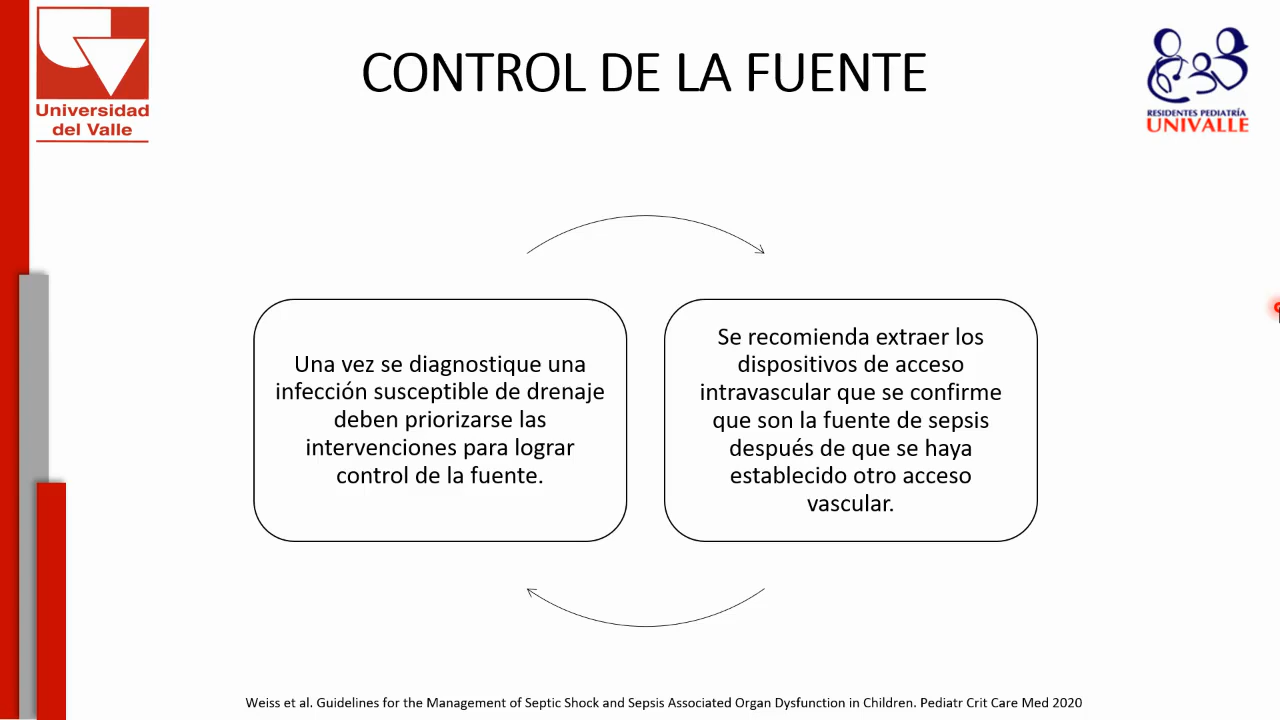 Universidad
del Valle
CONTROL DE LA FUENTE
RESIDENTES PEDIATRÍA
UNIVALLE
Una vez se diagnostique una
infección susceptible de drenaje
deben priorizarse las
intervenciones para lograr
control de la fuente.
Se recomienda extraer los
dispositivos de acceso
intravascular que se confirme
que son la fuente de sepsis
después de que se haya
establecido otro acceso
vascular.
Weiss et al. Guidelines for the Management of Septic Shock and Sepsis Associated Organ Dysfunction in Children. Pediatr Crit Care Med 2020